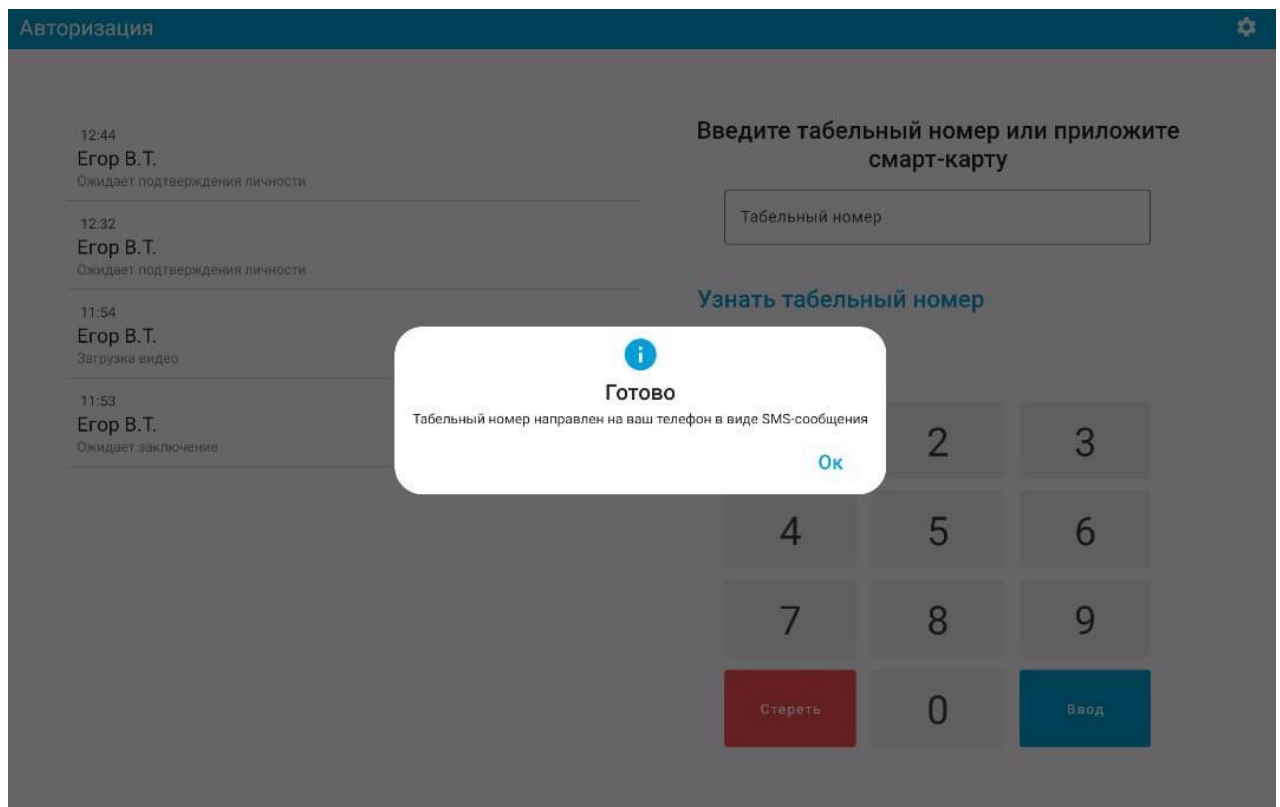 Авторизация
12:44
Егор В.Т.
Ожидает подтверждения личности
12:32
Егор В.Т.
Ожидает подтверждения личности
11:54
Егор В.Т.
Загрузка видео
11:53
Егор В.Т.
Ожидает заключение
Введите табельный номер или приложите
смарт-карту
Табельный номер
Узнать табельный номер
Готово
Табельный номер направлен на ваш телефон в виде SMS-сообщения
Ок
2 3
4 5 6
7 8 9
Стереть 0 Ввод